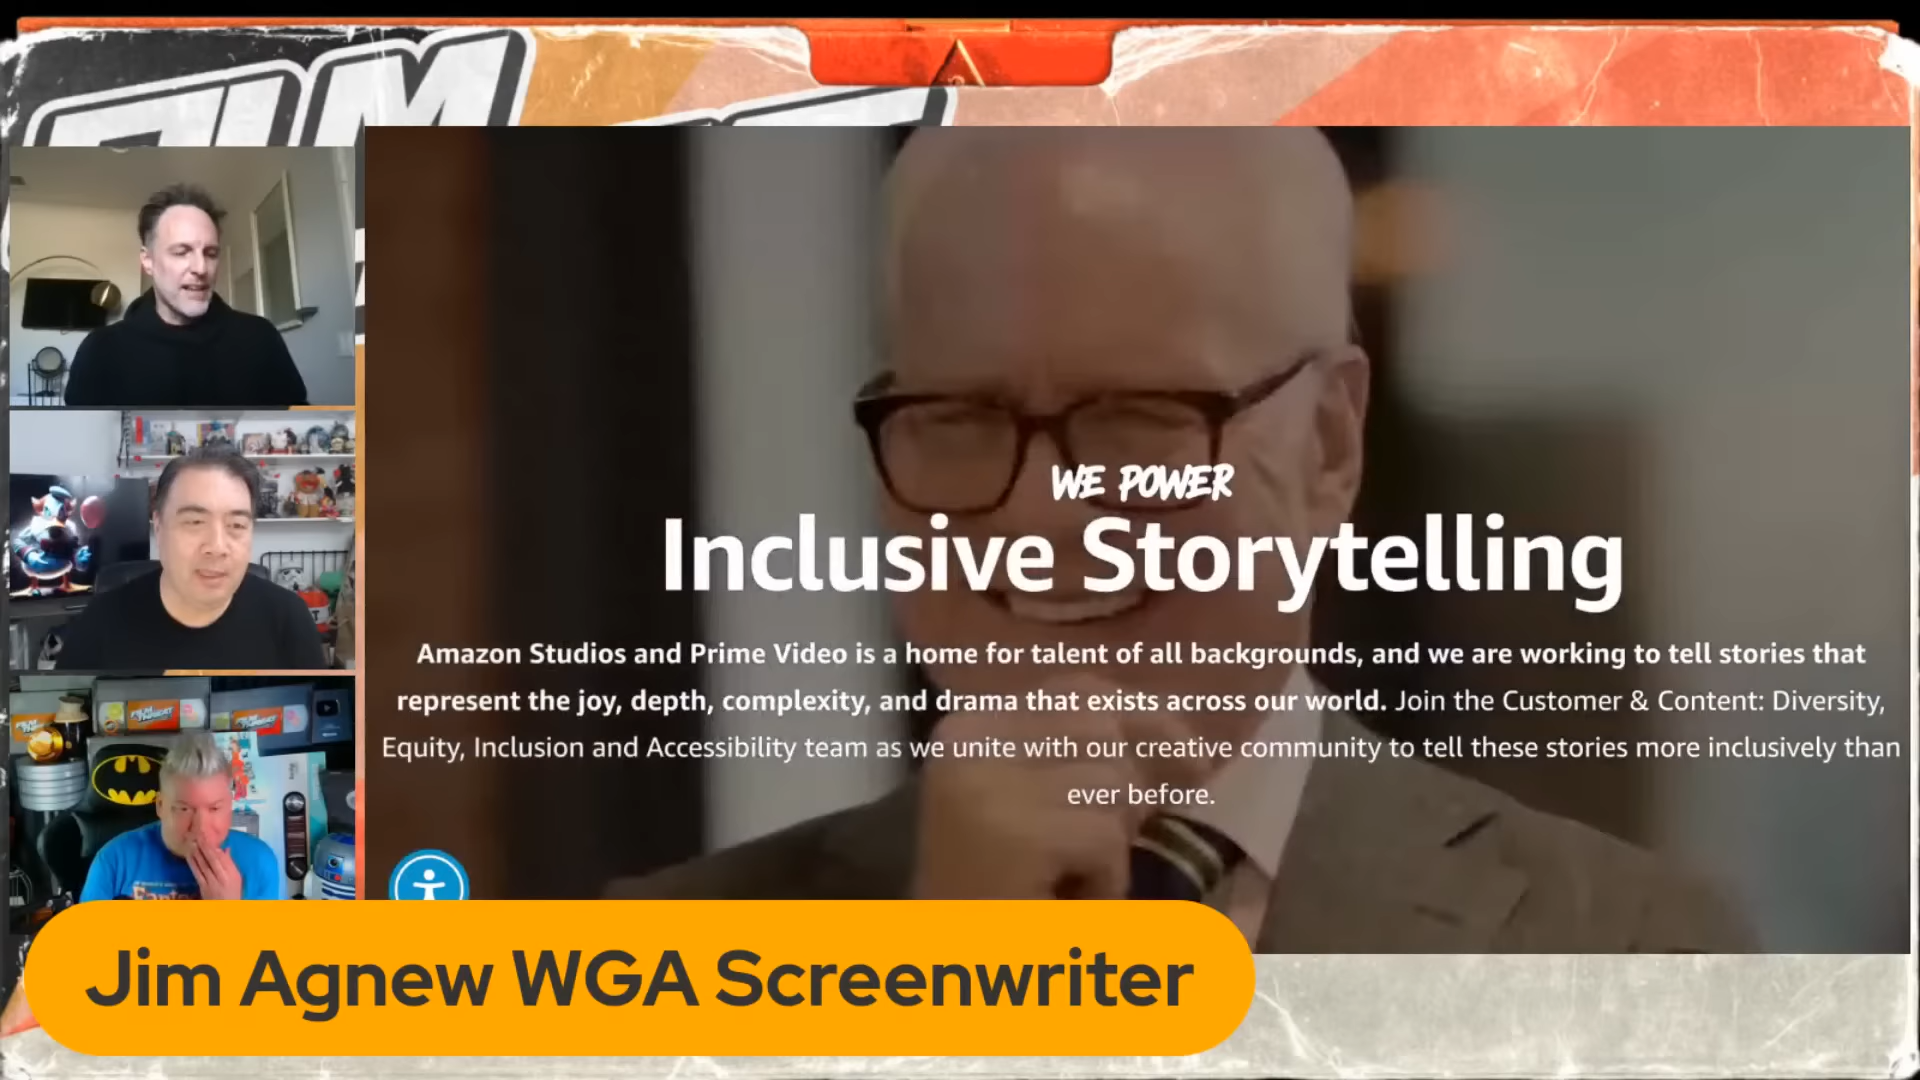 FILM
WE POWER
Inclusive Storytelling
Amazon Studios and Prime Video is a home for talent of all backgrounds, and we are working to tell stories that
represent the joy, depth, complexity, and drama that exists across our world. Join the Customer & Content: Diversity,
Equity, Inclusion and Accessibility team as we unite with our creative community to tell these stories more inclusively than
ever before.
Jim Agnew WGA Screenwriter